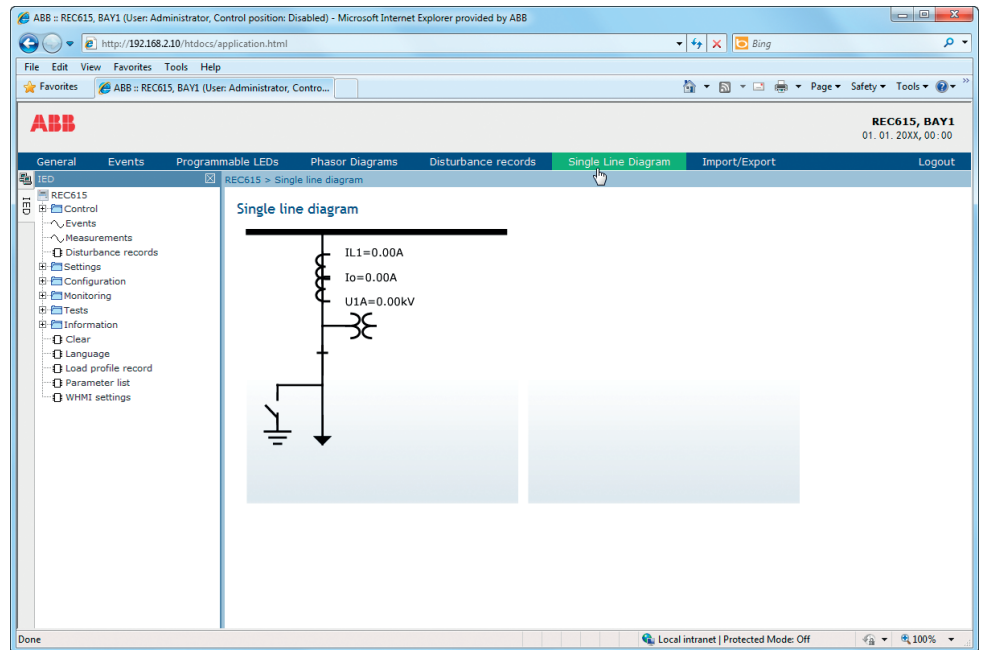 ABB :: REC615, BAY1 (User: Administrator, Control position: Disabled) - Microsoft Internet Explorer provided by ABB
http://192.168.2.10/htdocs/application.html
Bing
File Edit View Favorites Tools Help
Favorites
ABB :: REC615, BAY1 (User: Administrator, Contro...
Page Safety Tools
ABB
REC615, BAY1
01. 01. 20XX, 00:00
General Events Programmable LEDs Phasor Diagrams Disturbance records Single Line Diagram Import/Export Logout
IED
IED
REC615 > Single line diagram
REC615
Control
Events
Measurements
Disturbance records
Settings
Configuration
Monitoring
Tests
Information
Clear
Language
Load profile record
Parameter list
WHMI settings
Single line diagram
IL1=0.00A
Io=0.00A
U1A=0.00kV
Done
Local intranet | Protected Mode: Off
100%